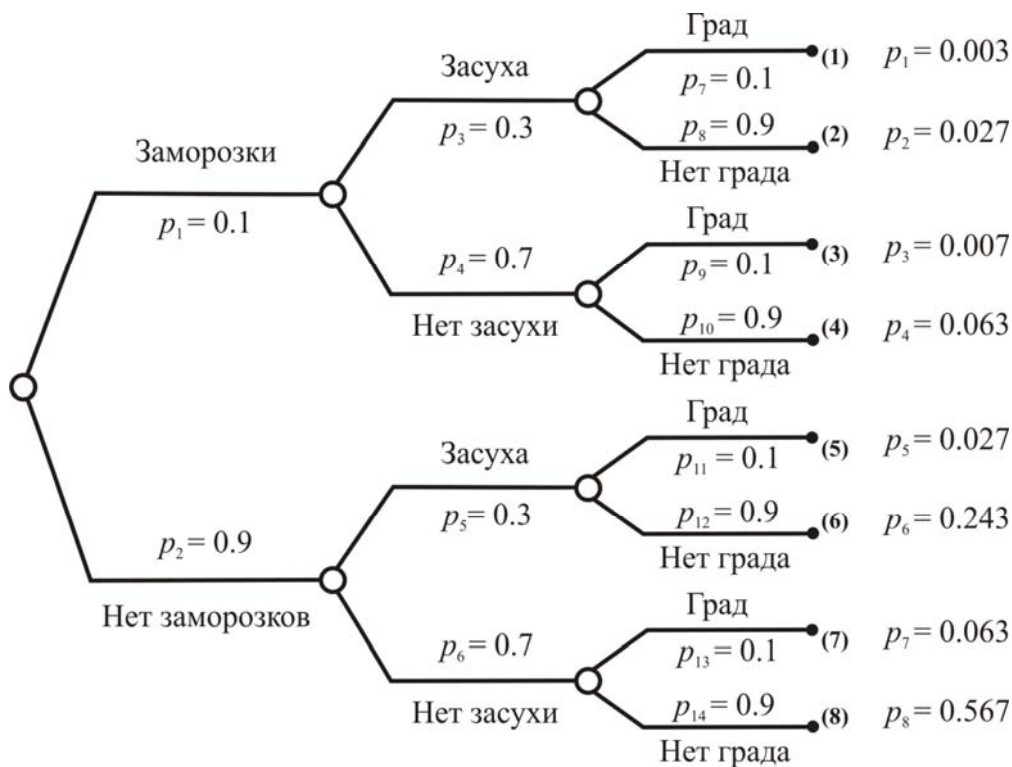 Град
(1) p₁ = 0.003
Засуха
p₇ = 0.1
p₃ = 0.3
p₈ = 0.9
(2) p₂ = 0.027
Заморозки
Нет града
p₁ = 0.1
Град
p₄ = 0.7
(3) p₃ = 0.007
p₉ = 0.1
Нет засухи
p₁₀ = 0.9
(4) p₄ = 0.063
Нет града
Град
Засуха
(5) p₅ = 0.027
p₁₁ = 0.1
p₅ = 0.3
p₁₂ = 0.9
(6) p₆ = 0.243
p₂ = 0.9
Нет града
Нет заморозков
Град
p₆ = 0.7
(7) p₇ = 0.063
p₁₃ = 0.1
Нет засухи
p₁₄ = 0.9
(8) p₈ = 0.567
Нет града